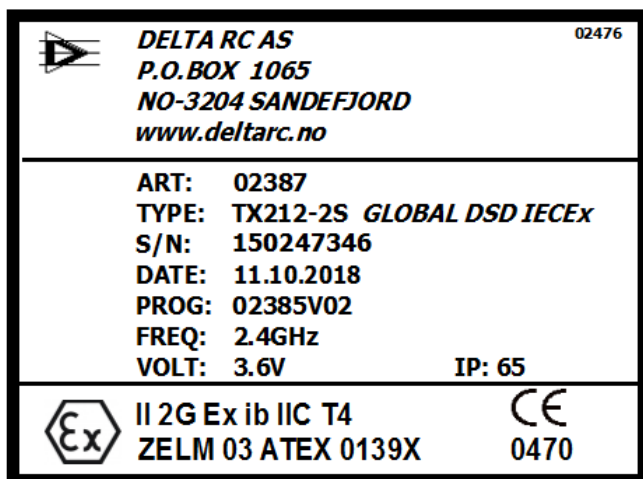 DELTA RC AS 02476
P.O.BOX 1065
NO-3204 SANDEFJORD
www.deltarc.no
ART: 02387
TYPE: TX212-2S GLOBAL DSD IECEx
S/N: 150247346
DATE: 11.10.2018
PROG: 02385V02
FREQ: 2.4GHz
VOLT: 3.6V IP: 65
Ex II 2G Ex ib IIC T4 CE
ZELM 03 ATEX 0139X 0470